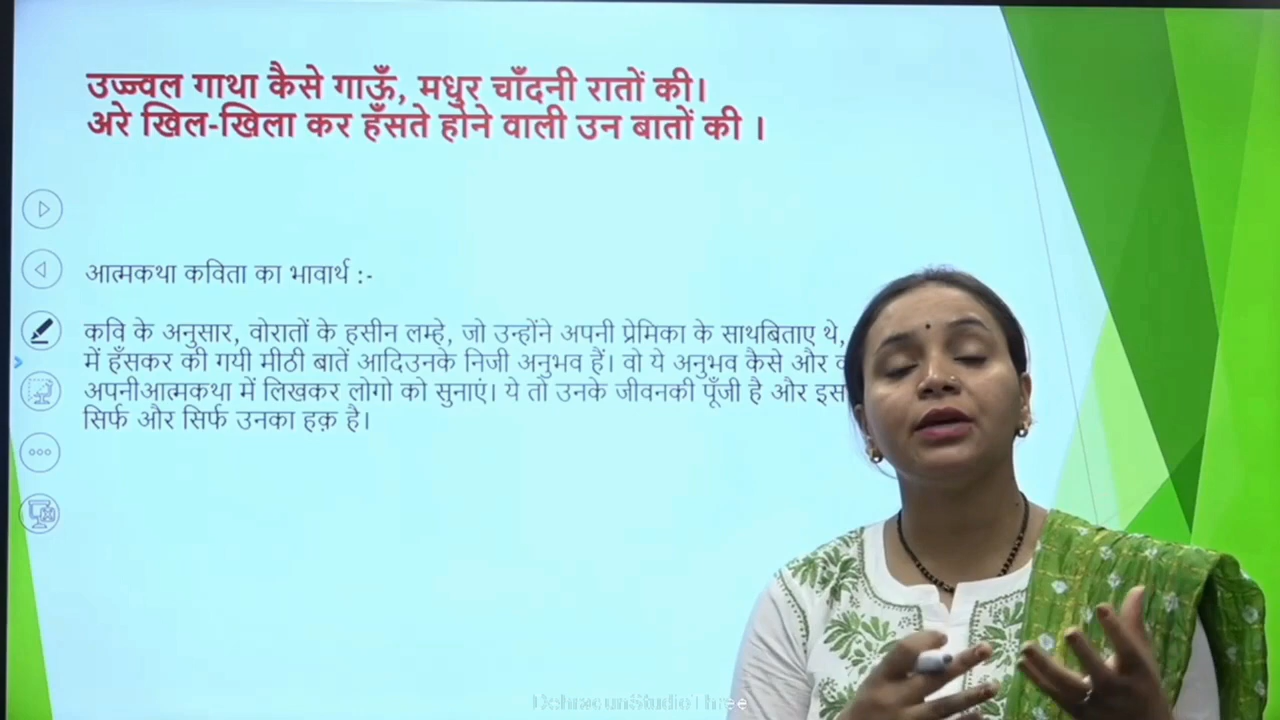 उज्ज्वल गाथा कैसे गाऊँ, मधुर चाँदनी रातों की।
अरे खिल-खिला कर हँसते होने वाली उन बातों की ।
आत्मकथा कविता का भावार्थ :-
कवि के अनुसार, वोरातों के हसीन लम्हे, जो उन्होंने अपनी प्रेमिका के साथबिताए थे,
में हँसकर की गयी मीठी बातें आदिउनके निजी अनुभव हैं। वो ये अनुभव कैसे और
अपनीआत्मकथा में लिखकर लोगो को सुनाएं। ये तो उनके जीवनकी पूँजी है और इस
सिर्फ और सिर्फ उनका हक़ है।